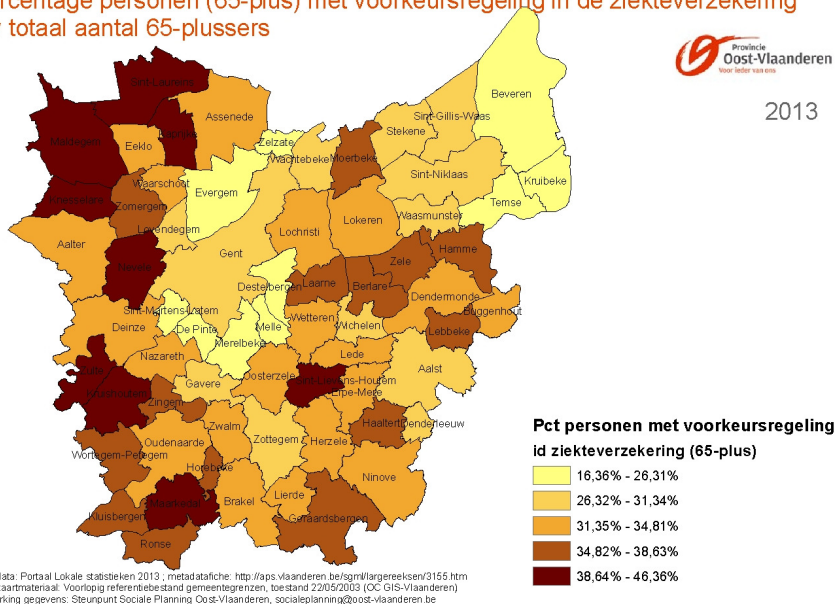 ercentage personen (65-plus) met voorkeursregeling in de ziekteverzekering
totaal aantal 65-plussers
Provincie
Oost-Vlaanderen
Voor ieder van ons
2013
Beveren
Sint-Laureins
Assenede
Sint-Gillis-Waas
Stekene
Maldegem
Kaprijke
Eeklo
Zelzate
Wachtebeke
Moerbeke
Sint-Niklaas
Kruibeke
Waarschoot
Evergem
Knesselare
Zomergem
Temse
Waasmunster
Lokeren
Lovendegem
Lochristi
Aalter
Gent
Hamme
Nevele
Zele
Destelbergen
Laarne
Berlare
Dendermonde
Sint-Martens-Latem
Buggenhout
Deinze
De Pinte
Melle
Wetteren
Wichelen
Lebbeke
Merelbeke
Nazareth
Lede
Zulte
Gavere
Oosterzele
Sint-Lievens-Houtem
Aalst
Kruishoutem
Erpe-Mere
Zingem
Haaltert
Denderleeuw
Zwalm
Oudenaarde
Zottegem
Herzele
Wortegem-Petegem
Horebeke
Ninove
Maarkedal
Brakel
Lierde
Kluisbergen
Geraardsbergen
Ronse
Pct personen met voorkeursregeling
id ziekteverzekering (65-plus)
16,36% - 26,31%
26,32% - 31,34%
31,35% - 34,81%
34,82% - 38,63%
38,64% - 46,36%
data: Portaal Lokale statistieken 2013 ; metadatafiche: http://aps.vlaanderen.be/sgml/largereeksen/3155.htm
aartmateriaal: Voorlopig referentiebestand gemeentegrenzen, toestand 22/05/2003 (OC GIS-Vlaanderen)
erking gegevens: Steunpunt Sociale Planning Oost-Vlaanderen, socialeplanning@oost-vlaanderen.be